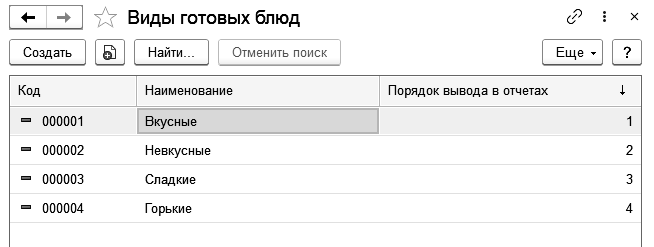 Виды готовых блюд
Создать Найти... Отменить поиск Еще ?
Код Наименование Порядок вывода в отчетах
000001 Вкусные 1
000002 Невкусные 2
000003 Сладкие 3
000004 Горькие 4